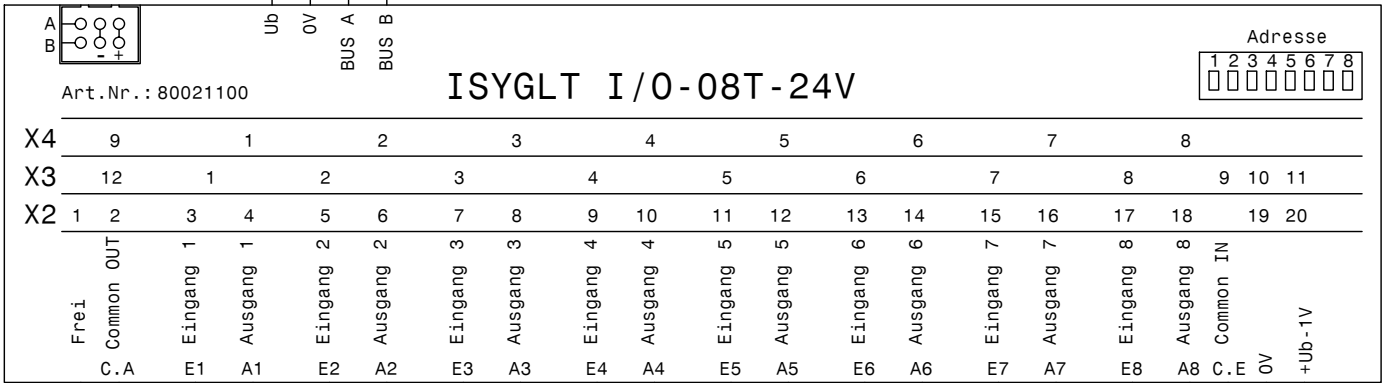 A
B
- +
Ub 0V BUS A BUS B
Adresse
1 2 3 4 5 6 7 8
Art.Nr.: 80021100
ISYGLT I/O-08T-24V
X4 9 1 2 3 4 5 6 7 8
X3 12 1 2 3 4 5 6 7 8 9 10 11
X2 1 2 3 4 5 6 7 8 9 10 11 12 13 14 15 16 17 18 19 20
Frei Common OUT Eingang 1 Ausgang 1 Eingang 2 Ausgang 2 Eingang 3 Ausgang 3 Eingang 4 Ausgang 4 Eingang 5 Ausgang 5 Eingang 6 Ausgang 6 Eingang 7 Ausgang 7 Eingang 8 Ausgang 8 Common IN 0V +Ub-1V
C.A E1 A1 E2 A2 E3 A3 E4 A4 E5 A5 E6 A6 E7 A7 E8 A8 C.E